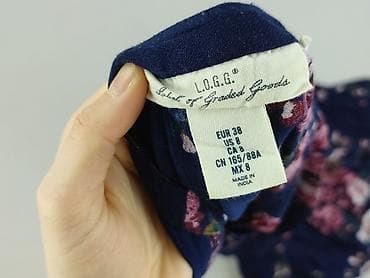 L.O.G.G.®
Label of Graded Goods
EUR 38
US 8
CA 8
CN 165/88A
MX 8
MADE IN
INDIA